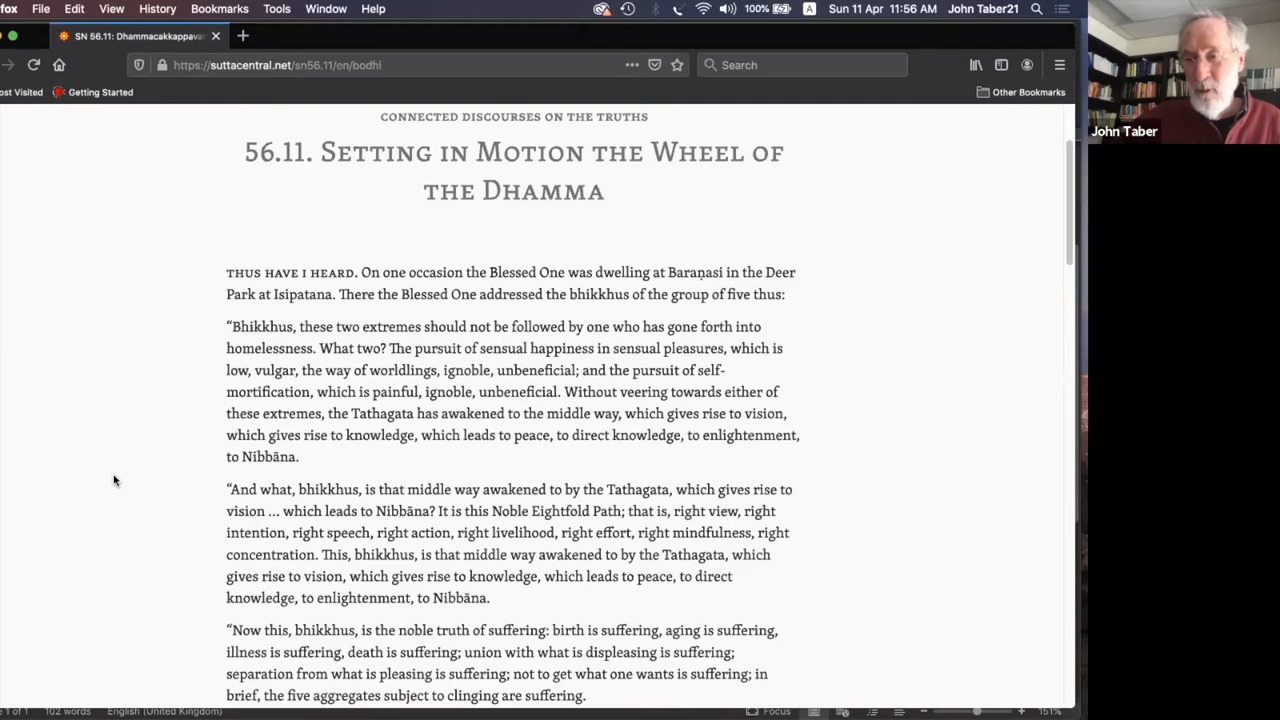 fox File Edit View History Bookmarks Tools Window Help 100% A Sun 11 Apr 11:56 AM John Taber21
SN 56.11: Dhammacakkappava
https://suttacentral.net/sn56.11/en/bodhi Search
ost Visited Getting Started Other Bookmarks
John Taber
CONNECTED DISCOURSES ON THE TRUTHS
56.11. SETTING IN MOTION THE WHEEL OF
THE DHAMMA
THUS HAVE I HEARD. On one occasion the Blessed One was dwelling at Baraṇasi in the Deer
Park at Isipatana. There the Blessed One addressed the bhikkhus of the group of five thus:
“Bhikkhus, these two extremes should not be followed by one who has gone forth into
homelessness. What two? The pursuit of sensual happiness in sensual pleasures, which is
low, vulgar, the way of worldlings, ignoble, unbeneficial; and the pursuit of self-
mortification, which is painful, ignoble, unbeneficial. Without veering towards either of
these extremes, the Tathagata has awakened to the middle way, which gives rise to vision,
which gives rise to knowledge, which leads to peace, to direct knowledge, to enlightenment,
to Nibbāna.
“And what, bhikkhus, is that middle way awakened to by the Tathagata, which gives rise to
vision … which leads to Nibbāna? It is this Noble Eightfold Path; that is, right view, right
intention, right speech, right action, right livelihood, right effort, right mindfulness, right
concentration. This, bhikkhus, is that middle way awakened to by the Tathagata, which
gives rise to vision, which gives rise to knowledge, which leads to peace, to direct
knowledge, to enlightenment, to Nibbāna.
“Now this, bhikkhus, is the noble truth of suffering: birth is suffering, aging is suffering,
illness is suffering, death is suffering; union with what is displeasing is suffering;
separation from what is pleasing is suffering; not to get what one wants is suffering; in
brief, the five aggregates subject to clinging are suffering.
e 1 of 1 102 words English (United Kingdom) Focus 151%